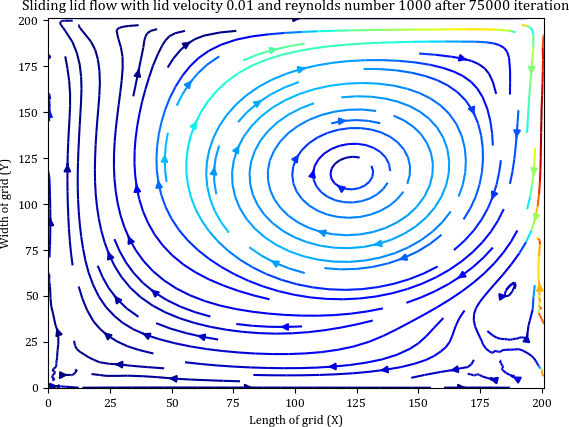 Sliding lid flow with lid velocity 0.01 and reynolds number 1000 after 75000 iteration
200
175
150
125
100
75
50
25
0
Width of grid (Y)
0 25 50 75 100 125 150 175 200
Length of grid (X)